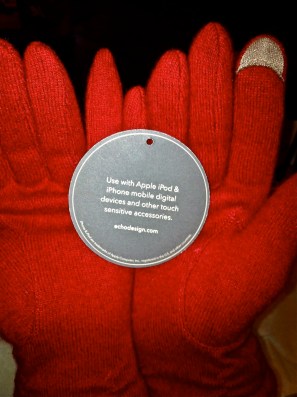 Use with Apple iPod &
iPhone mobile digital
devices and other touch
sensitive accessories.
echodesign.com